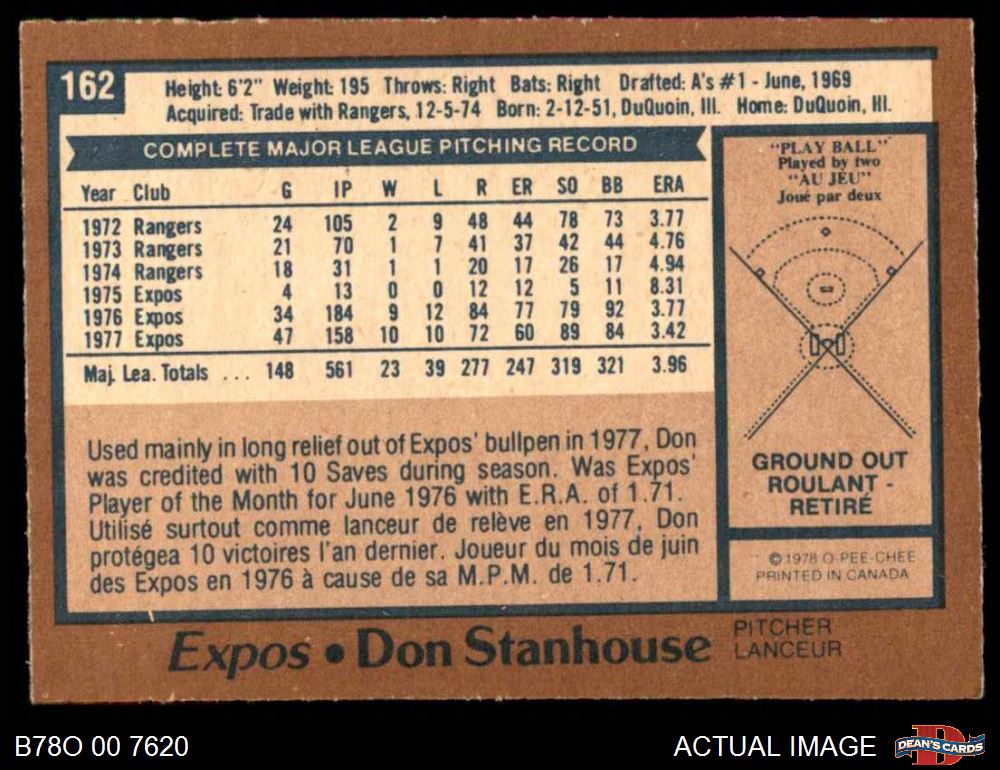 162
Height: 6'2" Weight: 195 Throws: Right Bats: Right Drafted: A's #1 - June, 1969
Acquired: Trade with Rangers, 12-5-74 Born: 2-12-51, DuQuoin, Ill. Home: DuQuoin, Ill.
COMPLETE MAJOR LEAGUE PITCHING RECORD
Year Club G IP W L R ER SO BB ERA
1972 Rangers 24 105 2 9 48 44 78 73 3.77
1973 Rangers 21 70 1 7 41 37 42 44 4.76
1974 Rangers 18 31 1 1 20 17 26 17 4.94
1975 Expos 4 13 0 0 12 12 5 11 8.31
1976 Expos 34 184 9 12 84 77 79 92 3.77
1977 Expos 47 158 10 10 72 60 89 84 3.42
Maj. Lea. Totals ... 148 561 23 39 277 247 319 321 3.96
Used mainly in long relief out of Expos' bullpen in 1977, Don
was credited with 10 Saves during season. Was Expos'
Player of the Month for June 1976 with E.R.A. of 1.71.
Utilisé surtout comme lanceur de relève en 1977, Don
protégea 10 victoires l'an dernier. Joueur du mois de juin
des Expos en 1976 à cause de sa M.P.M. de 1.71.
"PLAY BALL"
Played by two
"AU JEU"
Joué par deux
GROUND OUT
ROULANT -
RETIRÉ
© 1978 O-PEE-CHEE
PRINTED IN CANADA
Expos • Don Stanhouse
PITCHER
LANCEUR
B78O 00 7620
ACTUAL IMAGE
D
DEAN'S CARDS